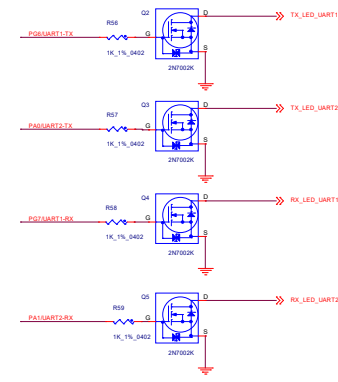 Q2
D
TX_LED_UART1
R56
PG6/UART1-TX
G
1K_1%_0402
S
2N7002K
Q3
D
TX_LED_UART2
R57
PA0/UART2-TX
G
1K_1%_0402
S
2N7002K
Q4
D
RX_LED_UART1
R58
PG7/UART1-RX
G
1K_1%_0402
S
2N7002K
Q5
D
RX_LED_UART2
R59
PA1/UART2-RX
G
1K_1%_0402
S
2N7002K